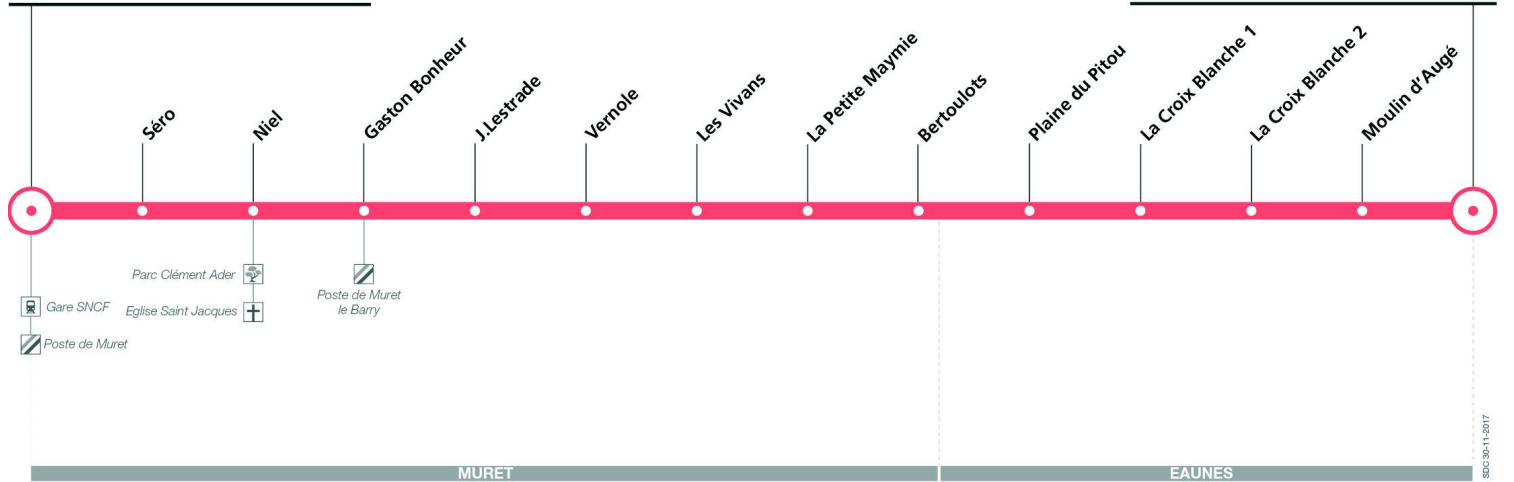 Séro
Niel
Gaston Bonheur
J.Lestrade
Vernole
Les Vivans
La Petite Maymie
Bertoulots
Plaine du Pitou
La Croix Blanche 1
La Croix Blanche 2
Moulin d'Augé
Parc Clément Ader
Eglise Saint Jacques
Poste de Muret
le Barry
Gare SNCF
Poste de Muret
MURET
EAUNES
SDC 30-11-2017